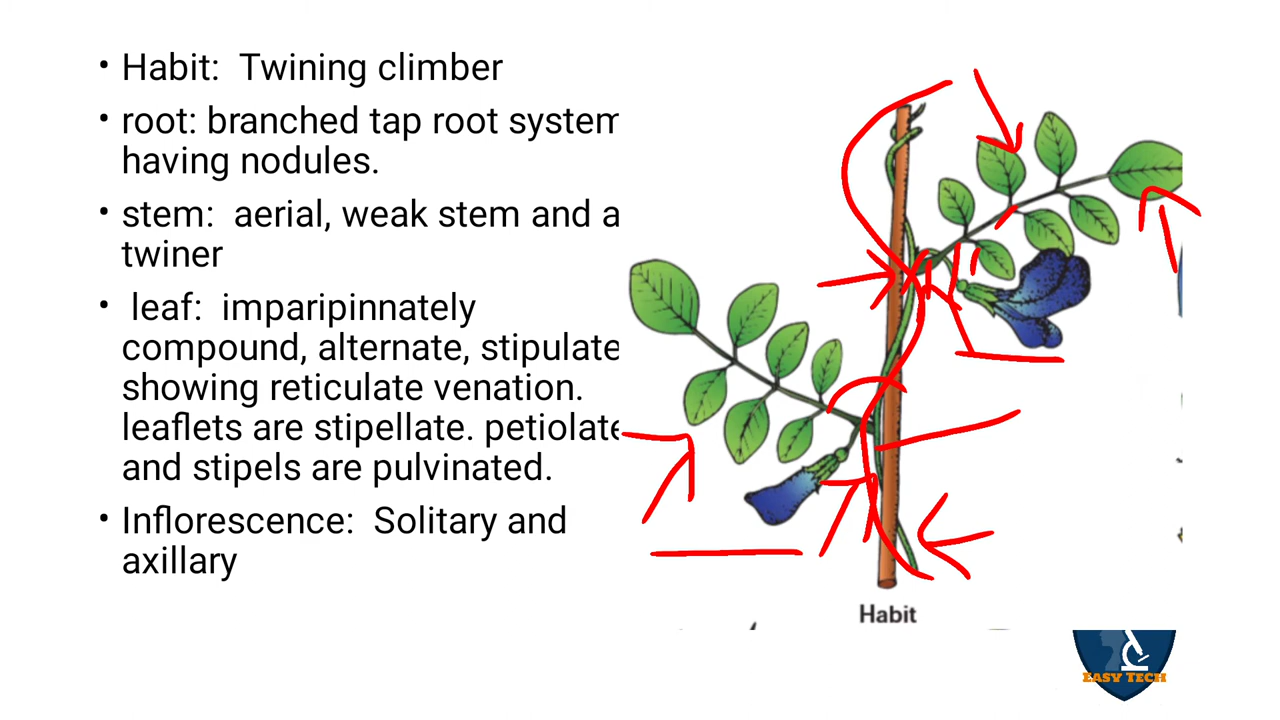 • Habit: Twining climber
• root: branched tap root system
having nodules.
• stem: aerial, weak stem and a
twiner
• leaf: imparipinnately
compound, alternate, stipulate
showing reticulate venation.
leaflets are stipellate. petiolate
and stipels are pulvinated.
• Inflorescence: Solitary and
axillary
Habit
EASY TECH